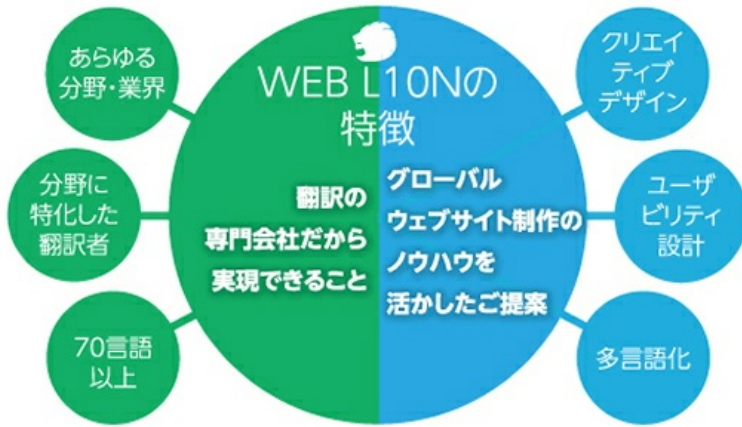 WEB L10Nの
特徴
翻訳の
専門会社だから
実現できること
グローバル
ウェブサイト制作の
ノウハウを
活かしたご提案
あらゆる
分野・業界
分野に
特化した
翻訳者
70言語
以上
クリエイ
ティブ
デザイン
ユーザ
ビリティ
設計
多言語化